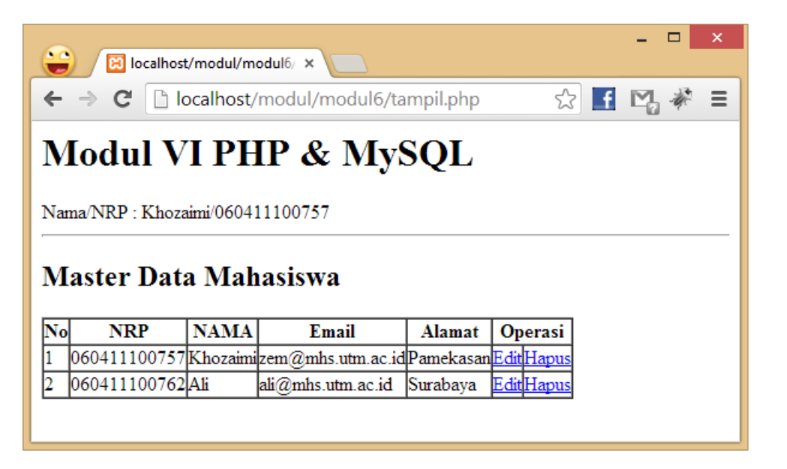 localhost/modul/modul6/
localhost/modul/modul6/tampil.php
Modul VI PHP & MySQL
Nama/NRP : Khozaimi/060411100757
Master Data Mahasiswa
No NRP NAMA Email Alamat Operasi
1 060411100757 Khozaimi zem@mhs.utm.ac.id Pamekasan Edit Hapus
2 060411100762 Ali ali@mhs.utm.ac.id Surabaya Edit Hapus